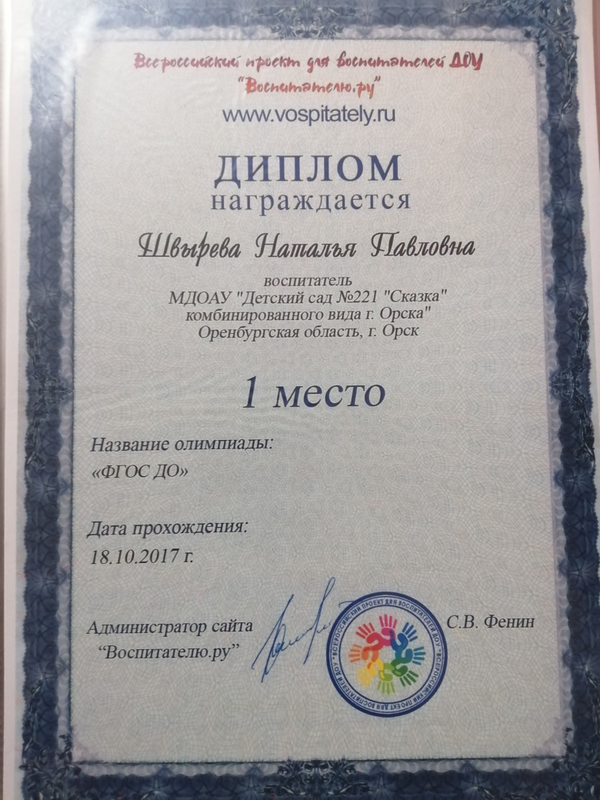 Всероссийский проект для воспитателей ДОУ
"Воспитателю.ру"
www.vospitately.ru
ДИПЛОМ
награждается
Швырева Наталья Павловна
воспитатель
МДОАУ "Детский сад №221 "Сказка"
комбинированного вида г. Орска"
Оренбургская область, г. Орск
1 место
Название олимпиады:
«ФГОС ДО»
Дата прохождения:
18.10.2017 г.
Администратор сайта
“Воспитателю.ру”
С.В. Фенин